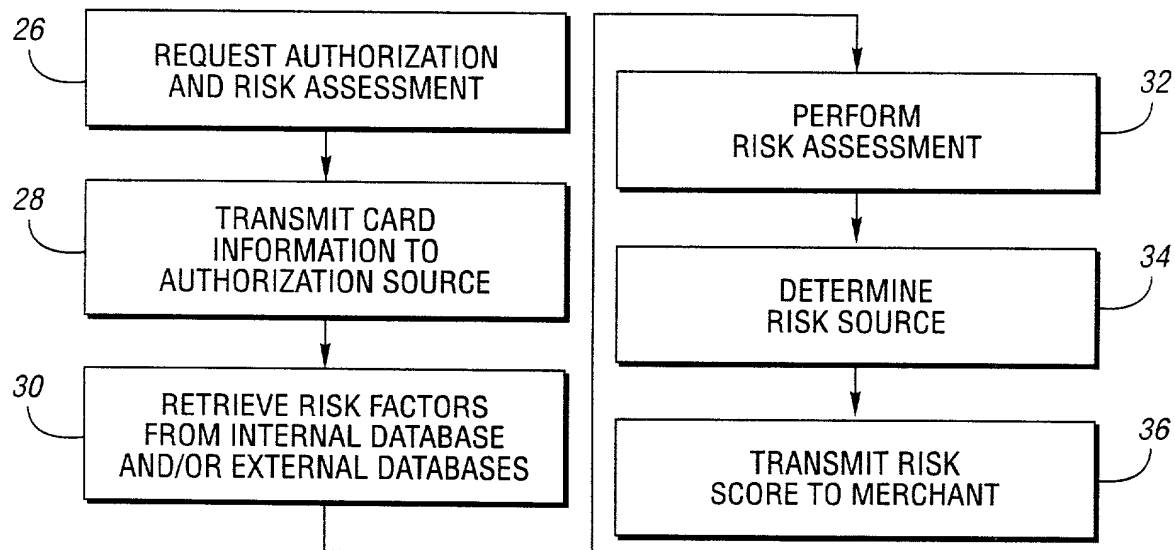 26
REQUEST AUTHORIZATION
AND RISK ASSESSMENT
28
TRANSMIT CARD
INFORMATION TO
AUTHORIZATION SOURCE
30
RETRIEVE RISK FACTORS
FROM INTERNAL DATABASE
AND/OR EXTERNAL DATABASES
32
PERFORM
RISK ASSESSMENT
34
DETERMINE
RISK SOURCE
36
TRANSMIT RISK
SCORE TO MERCHANT